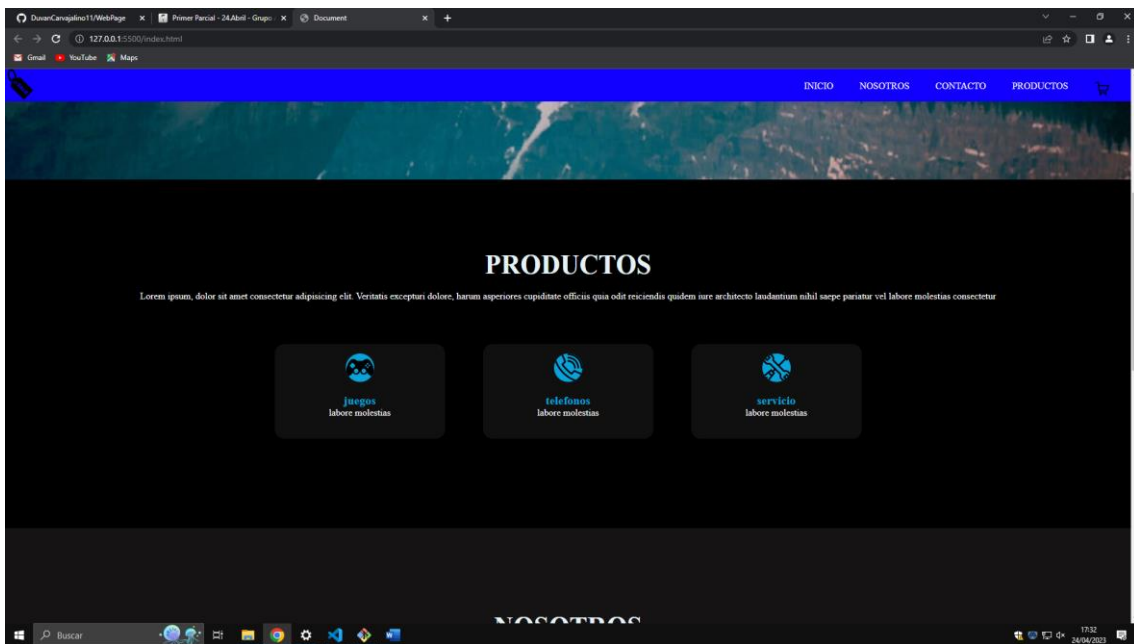 DuvanCarvajalino11/WebPage
Primer Parcial - 24.Abril - Grupo
Document
127.0.0.1:5500/index.html
Gmail
YouTube
Maps
INICIO
NOSOTROS
CONTACTO
PRODUCTOS
PRODUCTOS
Lorem ipsum, dolor sit amet consectetur adipisicing elit. Veritatis excepturi dolore, harum asperiores cupiditate officiis quia odit reiciendis quidem iure architecto laudantium nihil saepe pariatur vel labore molestias consectetur
juegos
labore molestias
telefonos
labore molestias
servicio
labore molestias
NOSOTROS
Buscar
17:32
24/04/2023